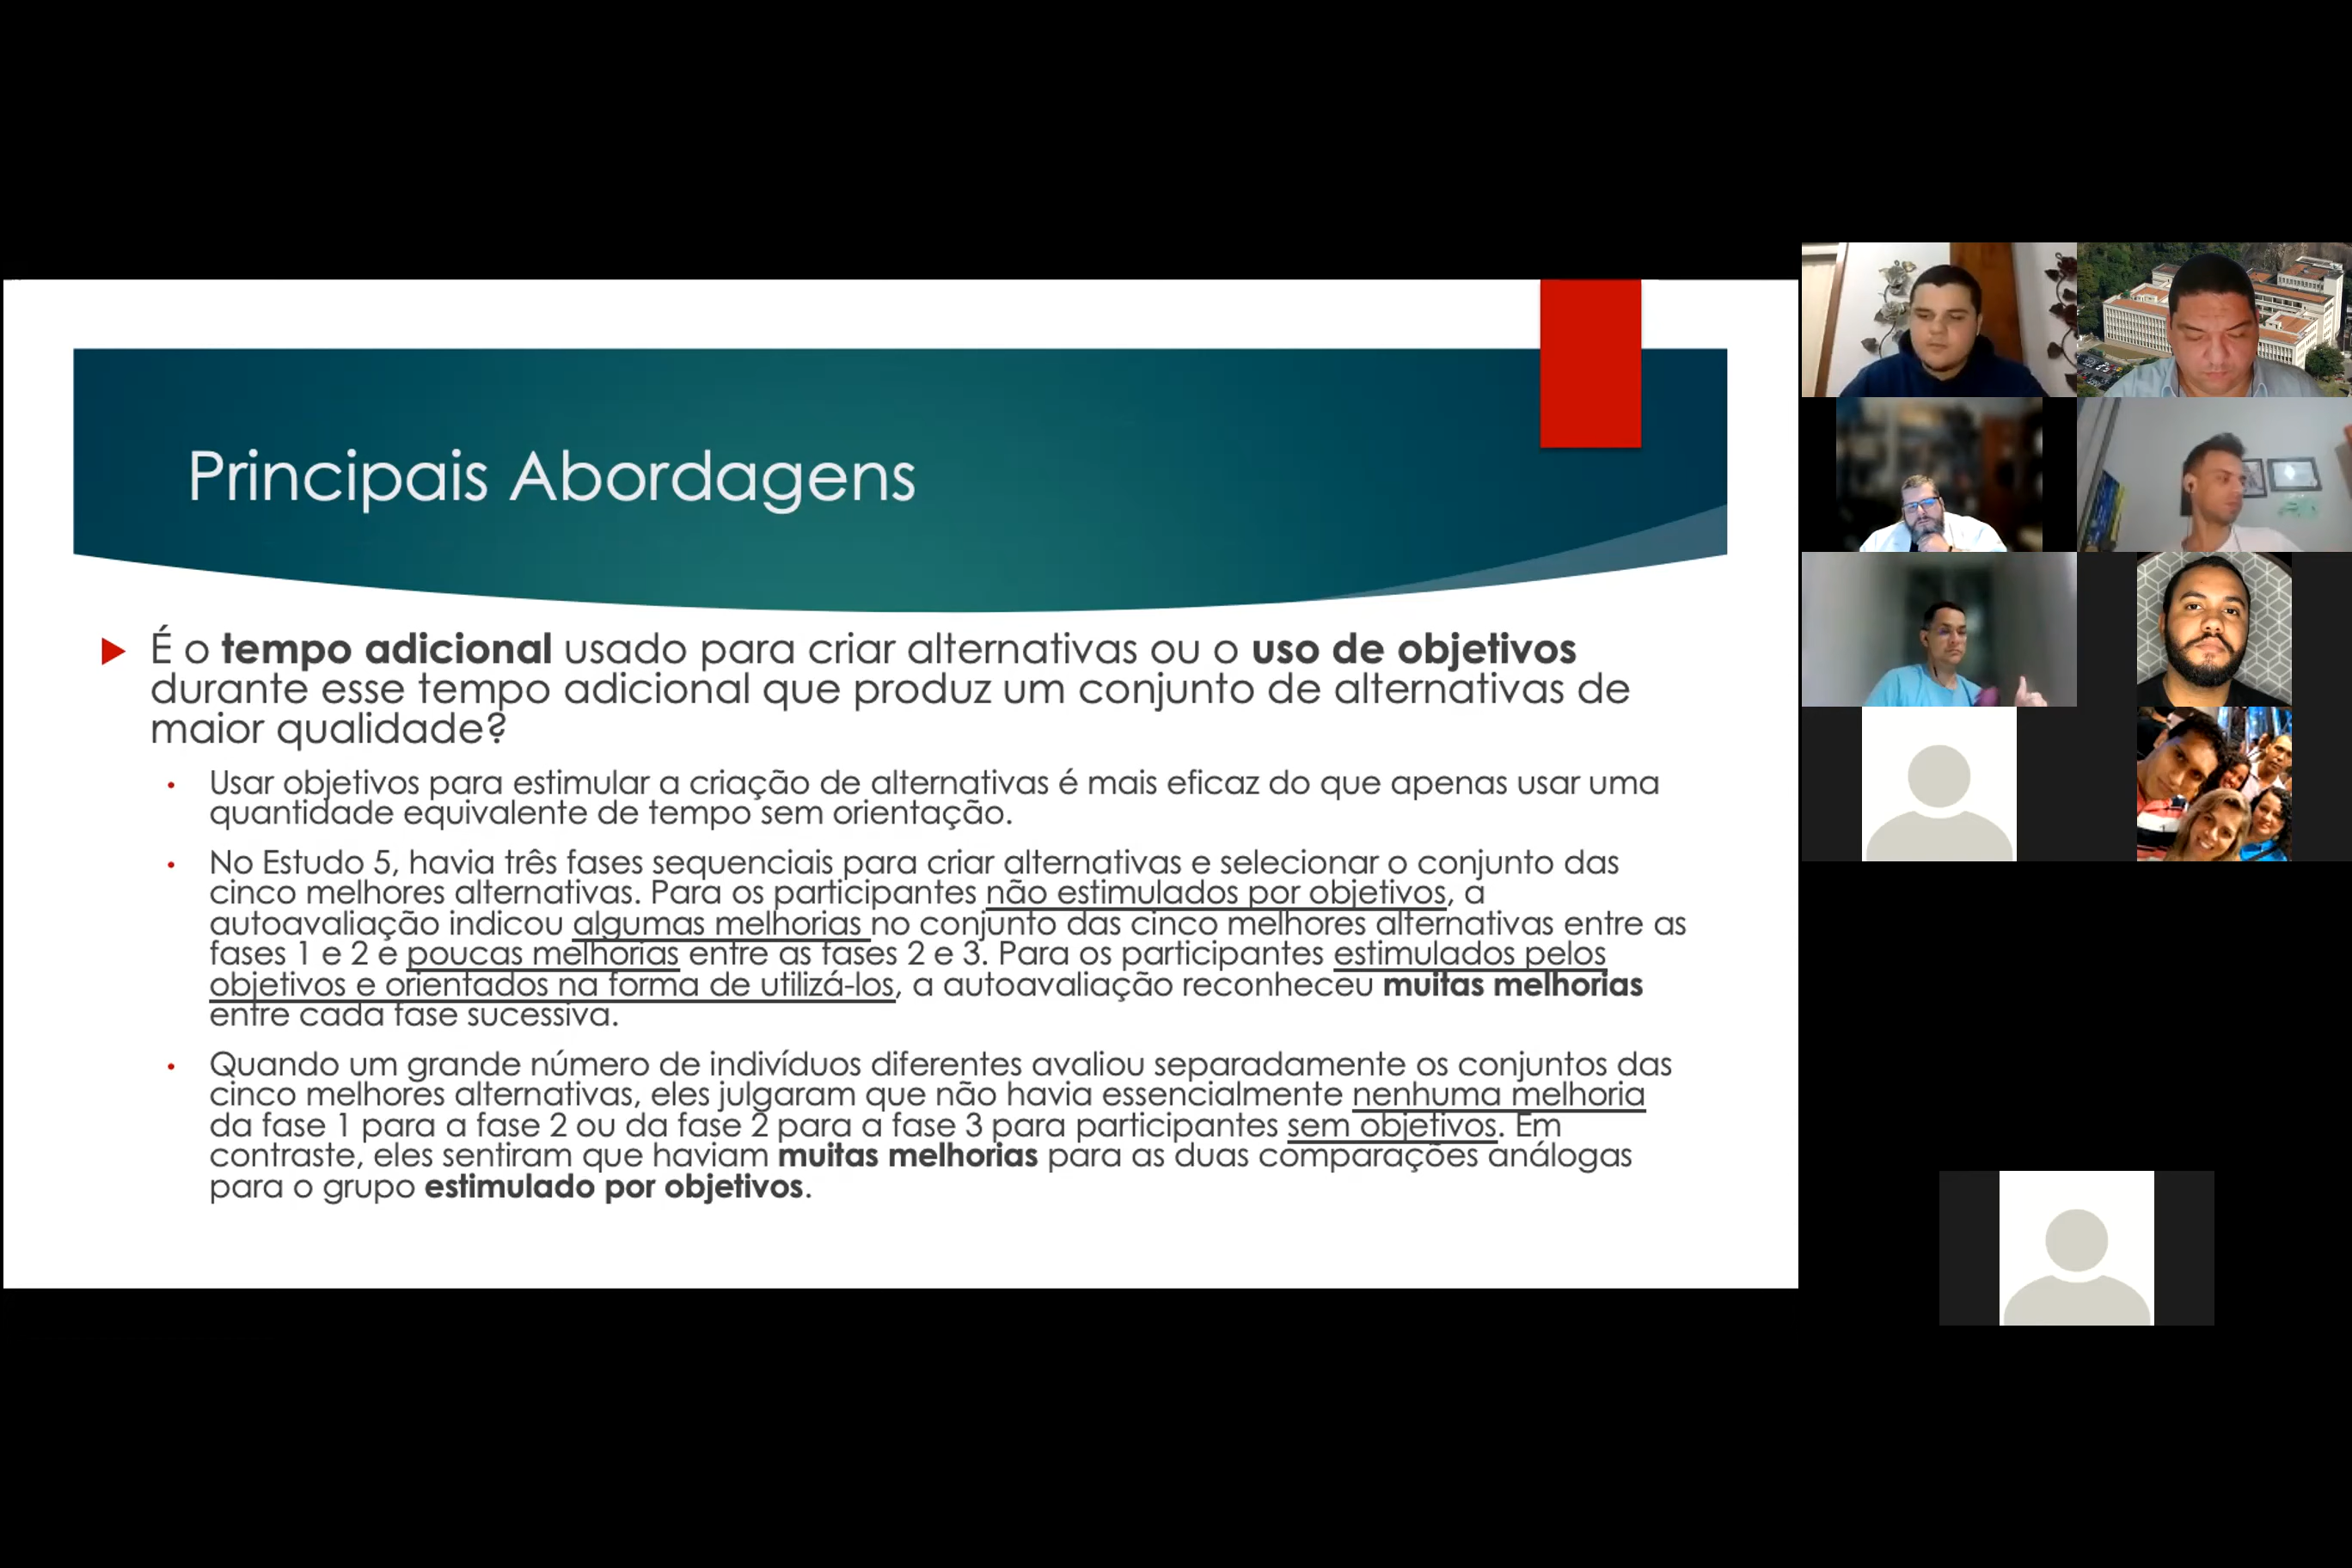 Principais Abordagens
É o tempo adicional usado para criar alternativas ou o uso de objetivos
durante esse tempo adicional que produz um conjunto de alternativas de
maior qualidade?
Usar objetivos para estimular a criação de alternativas é mais eficaz do que apenas usar uma
quantidade equivalente de tempo sem orientação.
No Estudo 5, havia três fases sequenciais para criar alternativas e selecionar o conjunto das
cinco melhores alternativas. Para os participantes não estimulados por objetivos, a
autoavaliação indicou algumas melhorias no conjunto das cinco melhores alternativas entre as
fases 1 e 2 e poucas melhorias entre as fases 2 e 3. Para os participantes estimulados pelos
objetivos e orientados na forma de utilizá-los, a autoavaliação reconheceu muitas melhorias
entre cada fase sucessiva.
Quando um grande número de indivíduos diferentes avaliou separadamente os conjuntos das
cinco melhores alternativas, eles julgaram que não havia essencialmente nenhuma melhoria
da fase 1 para a fase 2 ou da fase 2 para a fase 3 para participantes sem objetivos. Em
contraste, eles sentiram que haviam muitas melhorias para as duas comparações análogas
para o grupo estimulado por objetivos.